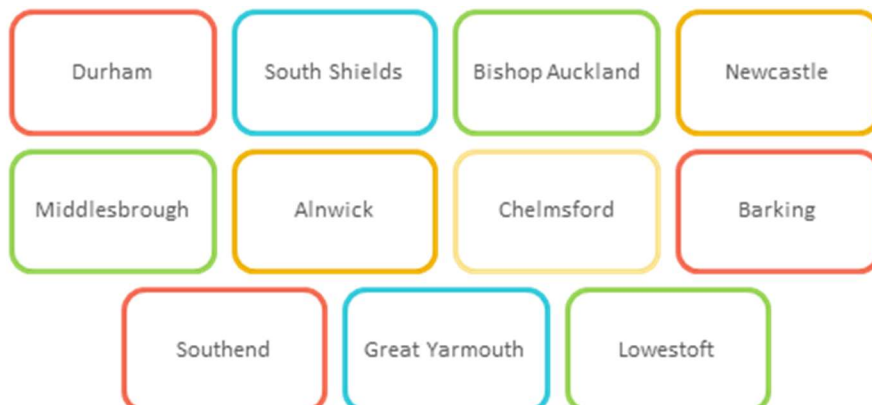 Durham
South Shields
Bishop Auckland
Newcastle
Middlesbrough
Alnwick
Chelmsford
Barking
Southend
Great Yarmouth
Lowestoft